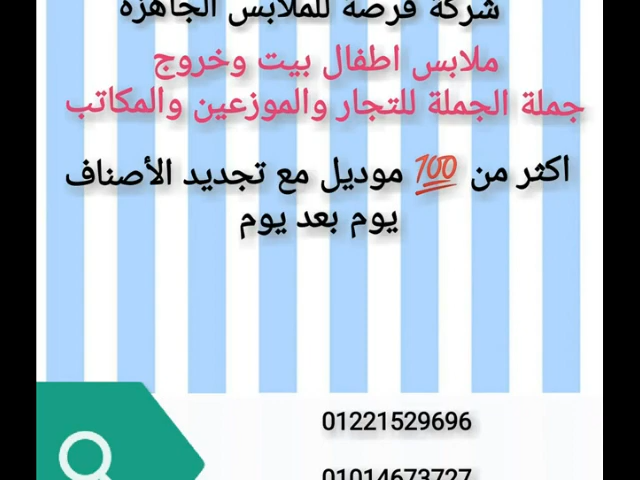 شركة فرصة للملابس الجاهزة
ملابس اطفال بيت وخروج
جملة الجملة للتجار والموزعين والمكاتب
اكثر من 💯 موديل مع تجديد الأصناف
يوم بعد يوم
01221529696
01014673727